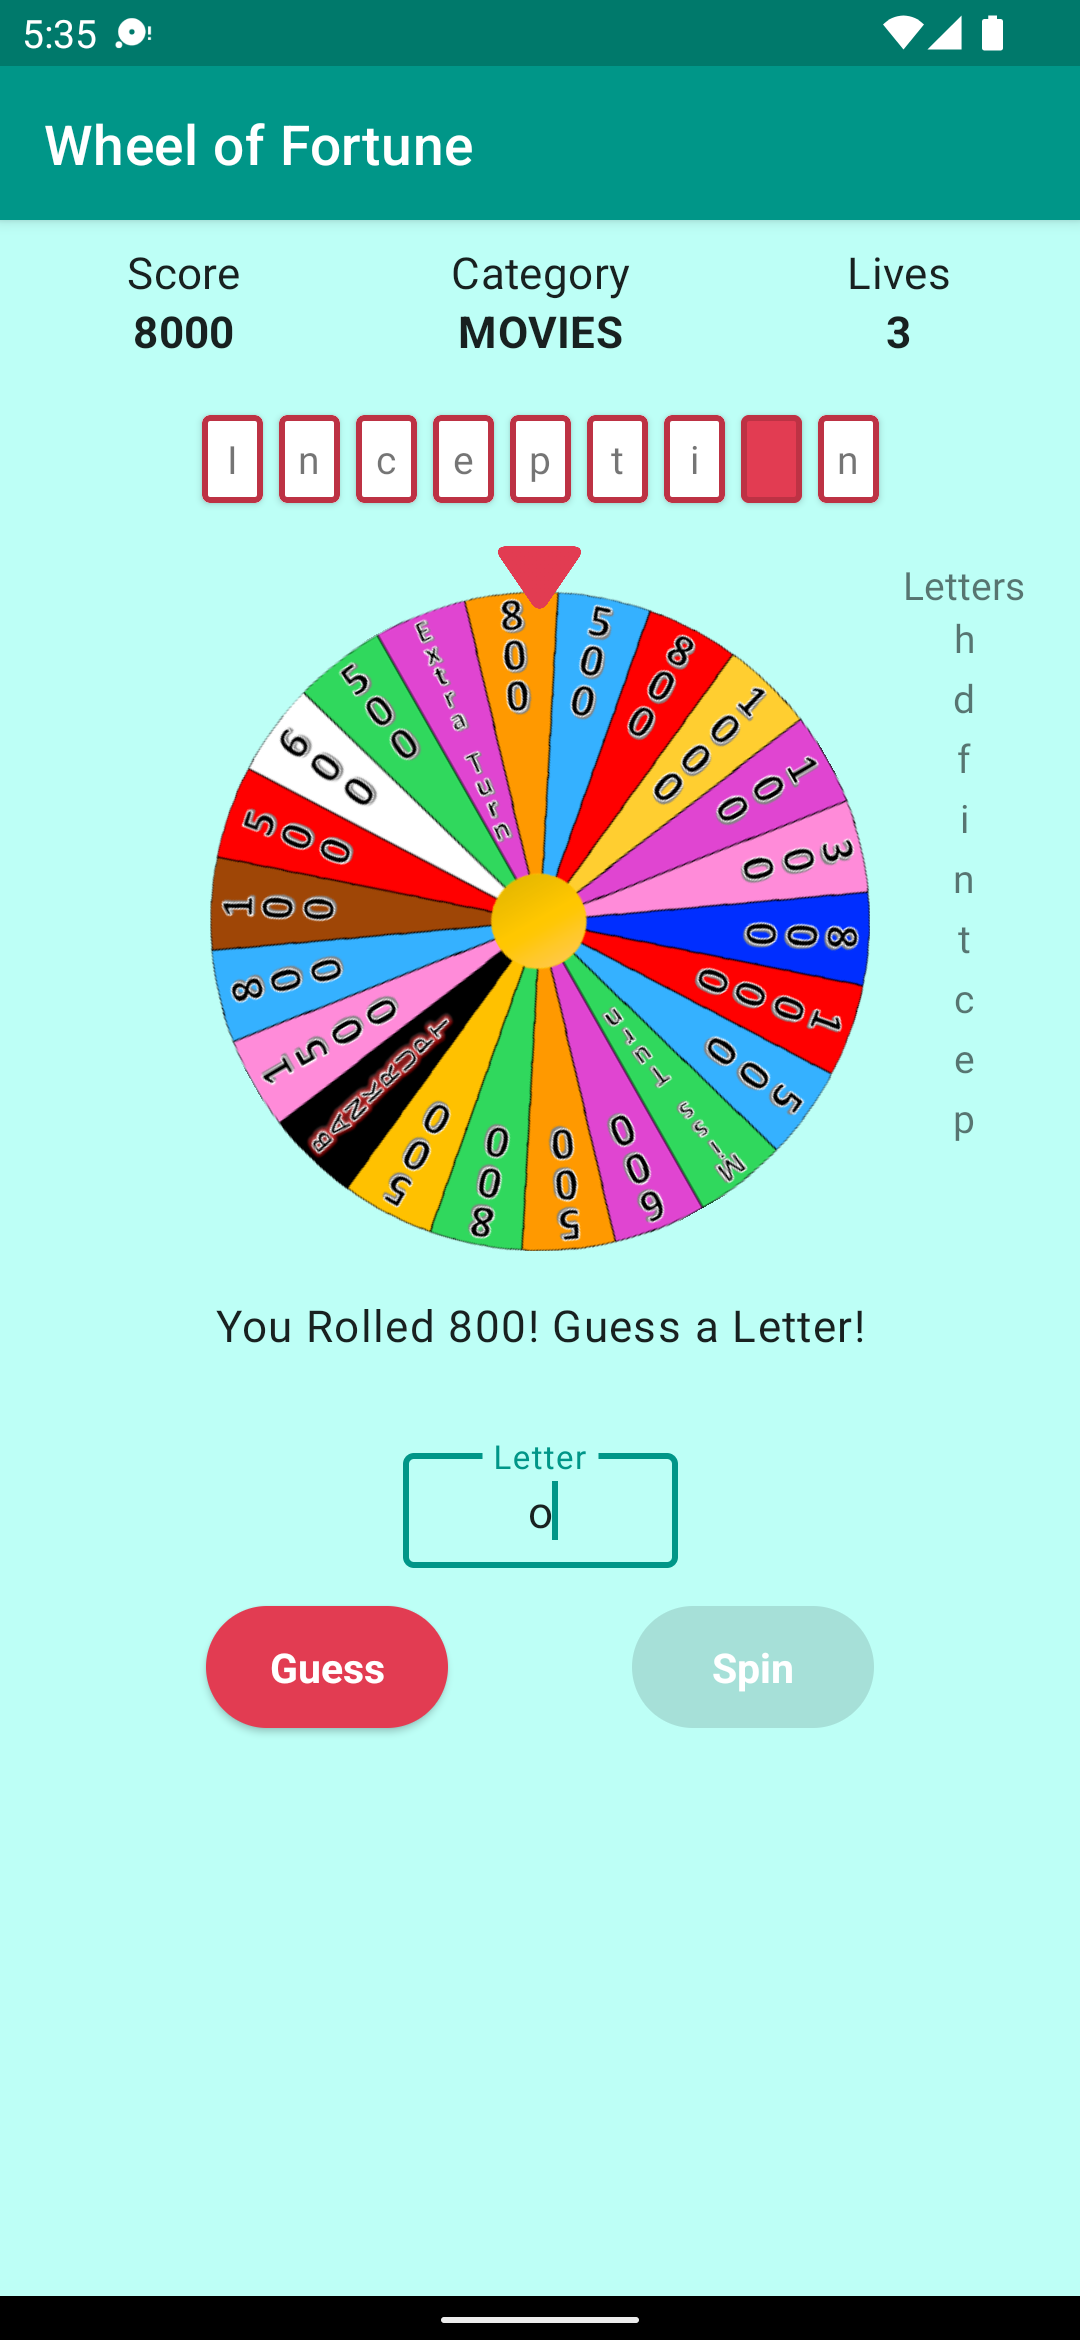 5:35
Wheel of Fortune
Score
Category
Lives
8000
MOVIES
3
I n c e p t i n
Letters
h
d
f
i
n
t
c
e
p
800
500
800
1000
100
300
800
1000
500
Miss Turn
600
500
800
500
BANKRUPT
1500
800
100
500
600
500
Extra Turn
You Rolled 800! Guess a Letter!
Letter
o
Guess
Spin